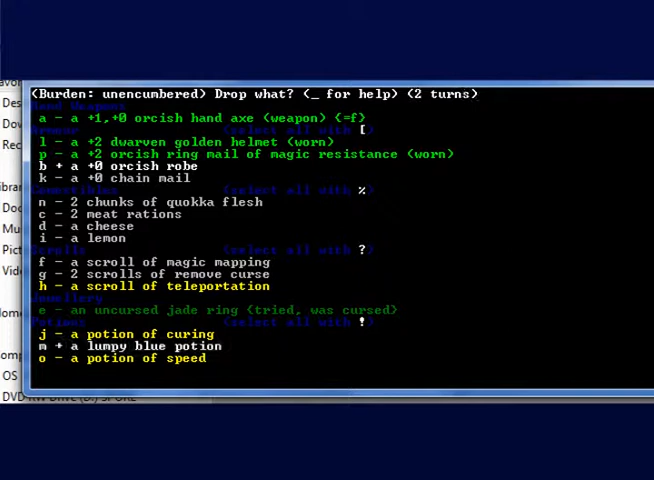 (Burden: unencumbered) Drop what? (_ for help) (2 turns)
Hand Weapons
a - a +1,+0 orcish hand axe (weapon) (=f)
Armour (select all with [)
l - a +2 dwarven golden helmet (worn)
p - a +2 orcish ring mail of magic resistance (worn)
b + a +0 orcish robe
k - a +0 chain mail
Comestibles (select all with %)
n - 2 chunks of quokka flesh
c - 2 meat rations
d - a cheese
i - a lemon
Scrolls (select all with ?)
f - a scroll of magic mapping
g - 2 scrolls of remove curse
h - a scroll of teleportation
Jewellery
e - an uncursed jade ring (tried, was cursed)
Potions (select all with !)
j - a potion of curing
m + a lumpy blue potion
o - a potion of speed
OS